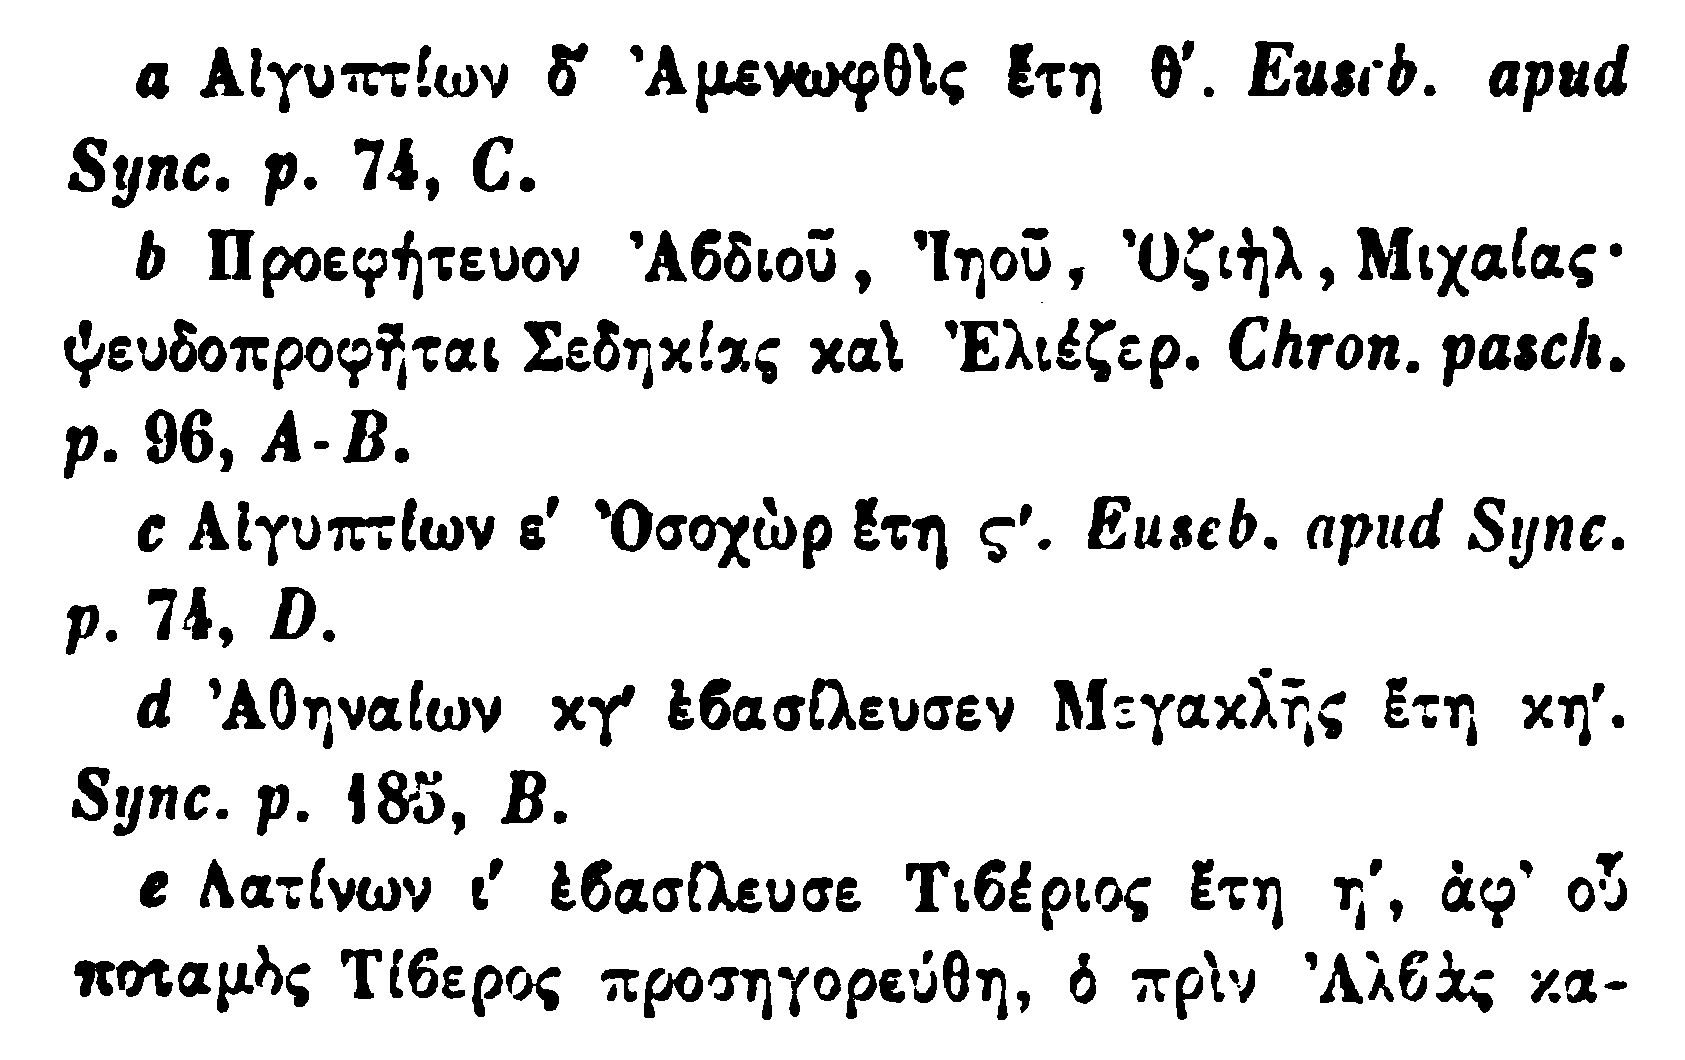 a Αἰγυπτίων δ′ Ἀμενωφθὶς ἔτη θ′. Euseb. apud
Sync. p. 74, C.
b Προεφήτευον Ἀϐδιοῦ, Ἰηοῦ, Ὀζιὴλ, Μιχαίας·
ψευδοπροφῆται Σεδηκίας καὶ Ἐλιέζερ. Chron. pasch.
p. 96, A-B.
c Αἰγυπτίων ε′ Ὀσοχὼρ ἔτη ϛ′. Euseb. apud Sync.
p. 74, D.
d Ἀθηναίων κγ′ ἐϐασίλευσεν Μεγακλῆς ἔτη κη′.
Sync. p. 185, B.
e Λατίνων ι′ ἐϐασίλευσε Τιϐέριος ἔτη η′, ἀφ’ οὗ
ποταμὸς Τίϐερος προσηγορεύθη, ὁ πρὶν Ἀλϐὰς κα-